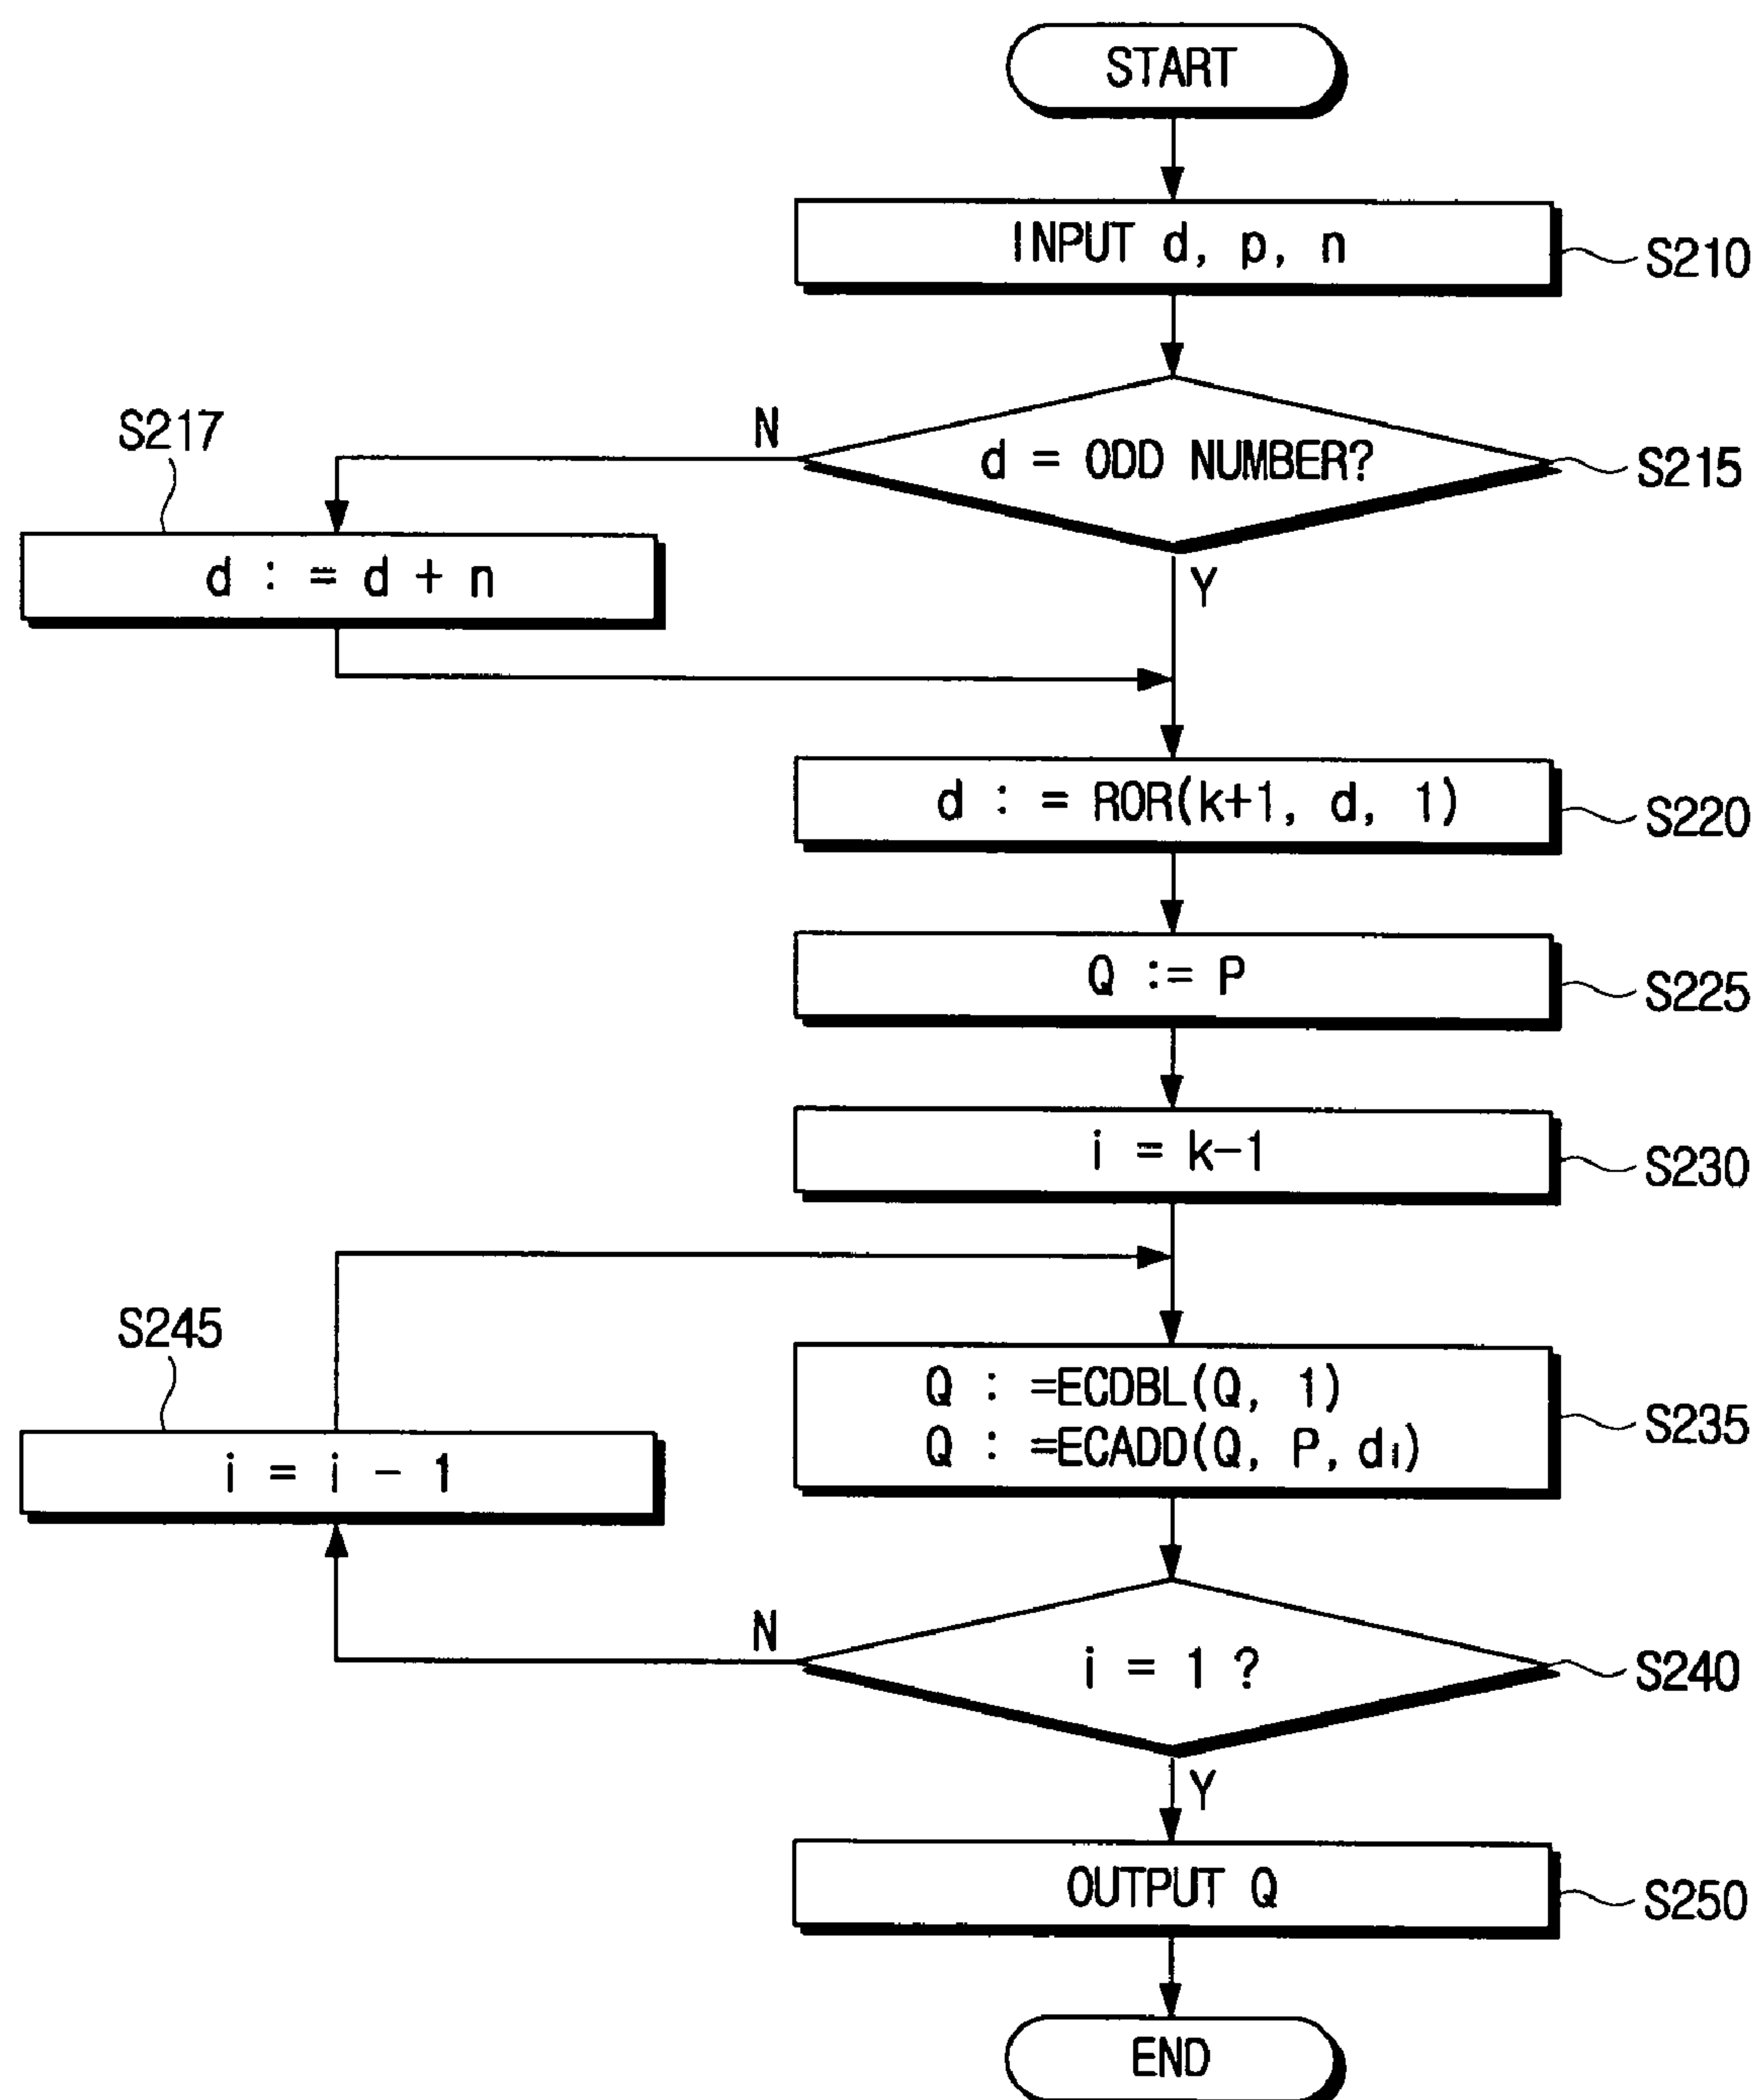 START
INPUT d, p, n
S210
d = ODD NUMBER?
S215
N
Y
S217
d : = d + n
d : = ROR(k+1, d, 1)
S220
Q := P
S225
i = k-1
S230
S245
i = i - 1
Q : =ECDBL(Q, 1)
Q : =ECADD(Q, P, di)
S235
i = 1 ?
S240
N
Y
OUTPUT Q
S250
END